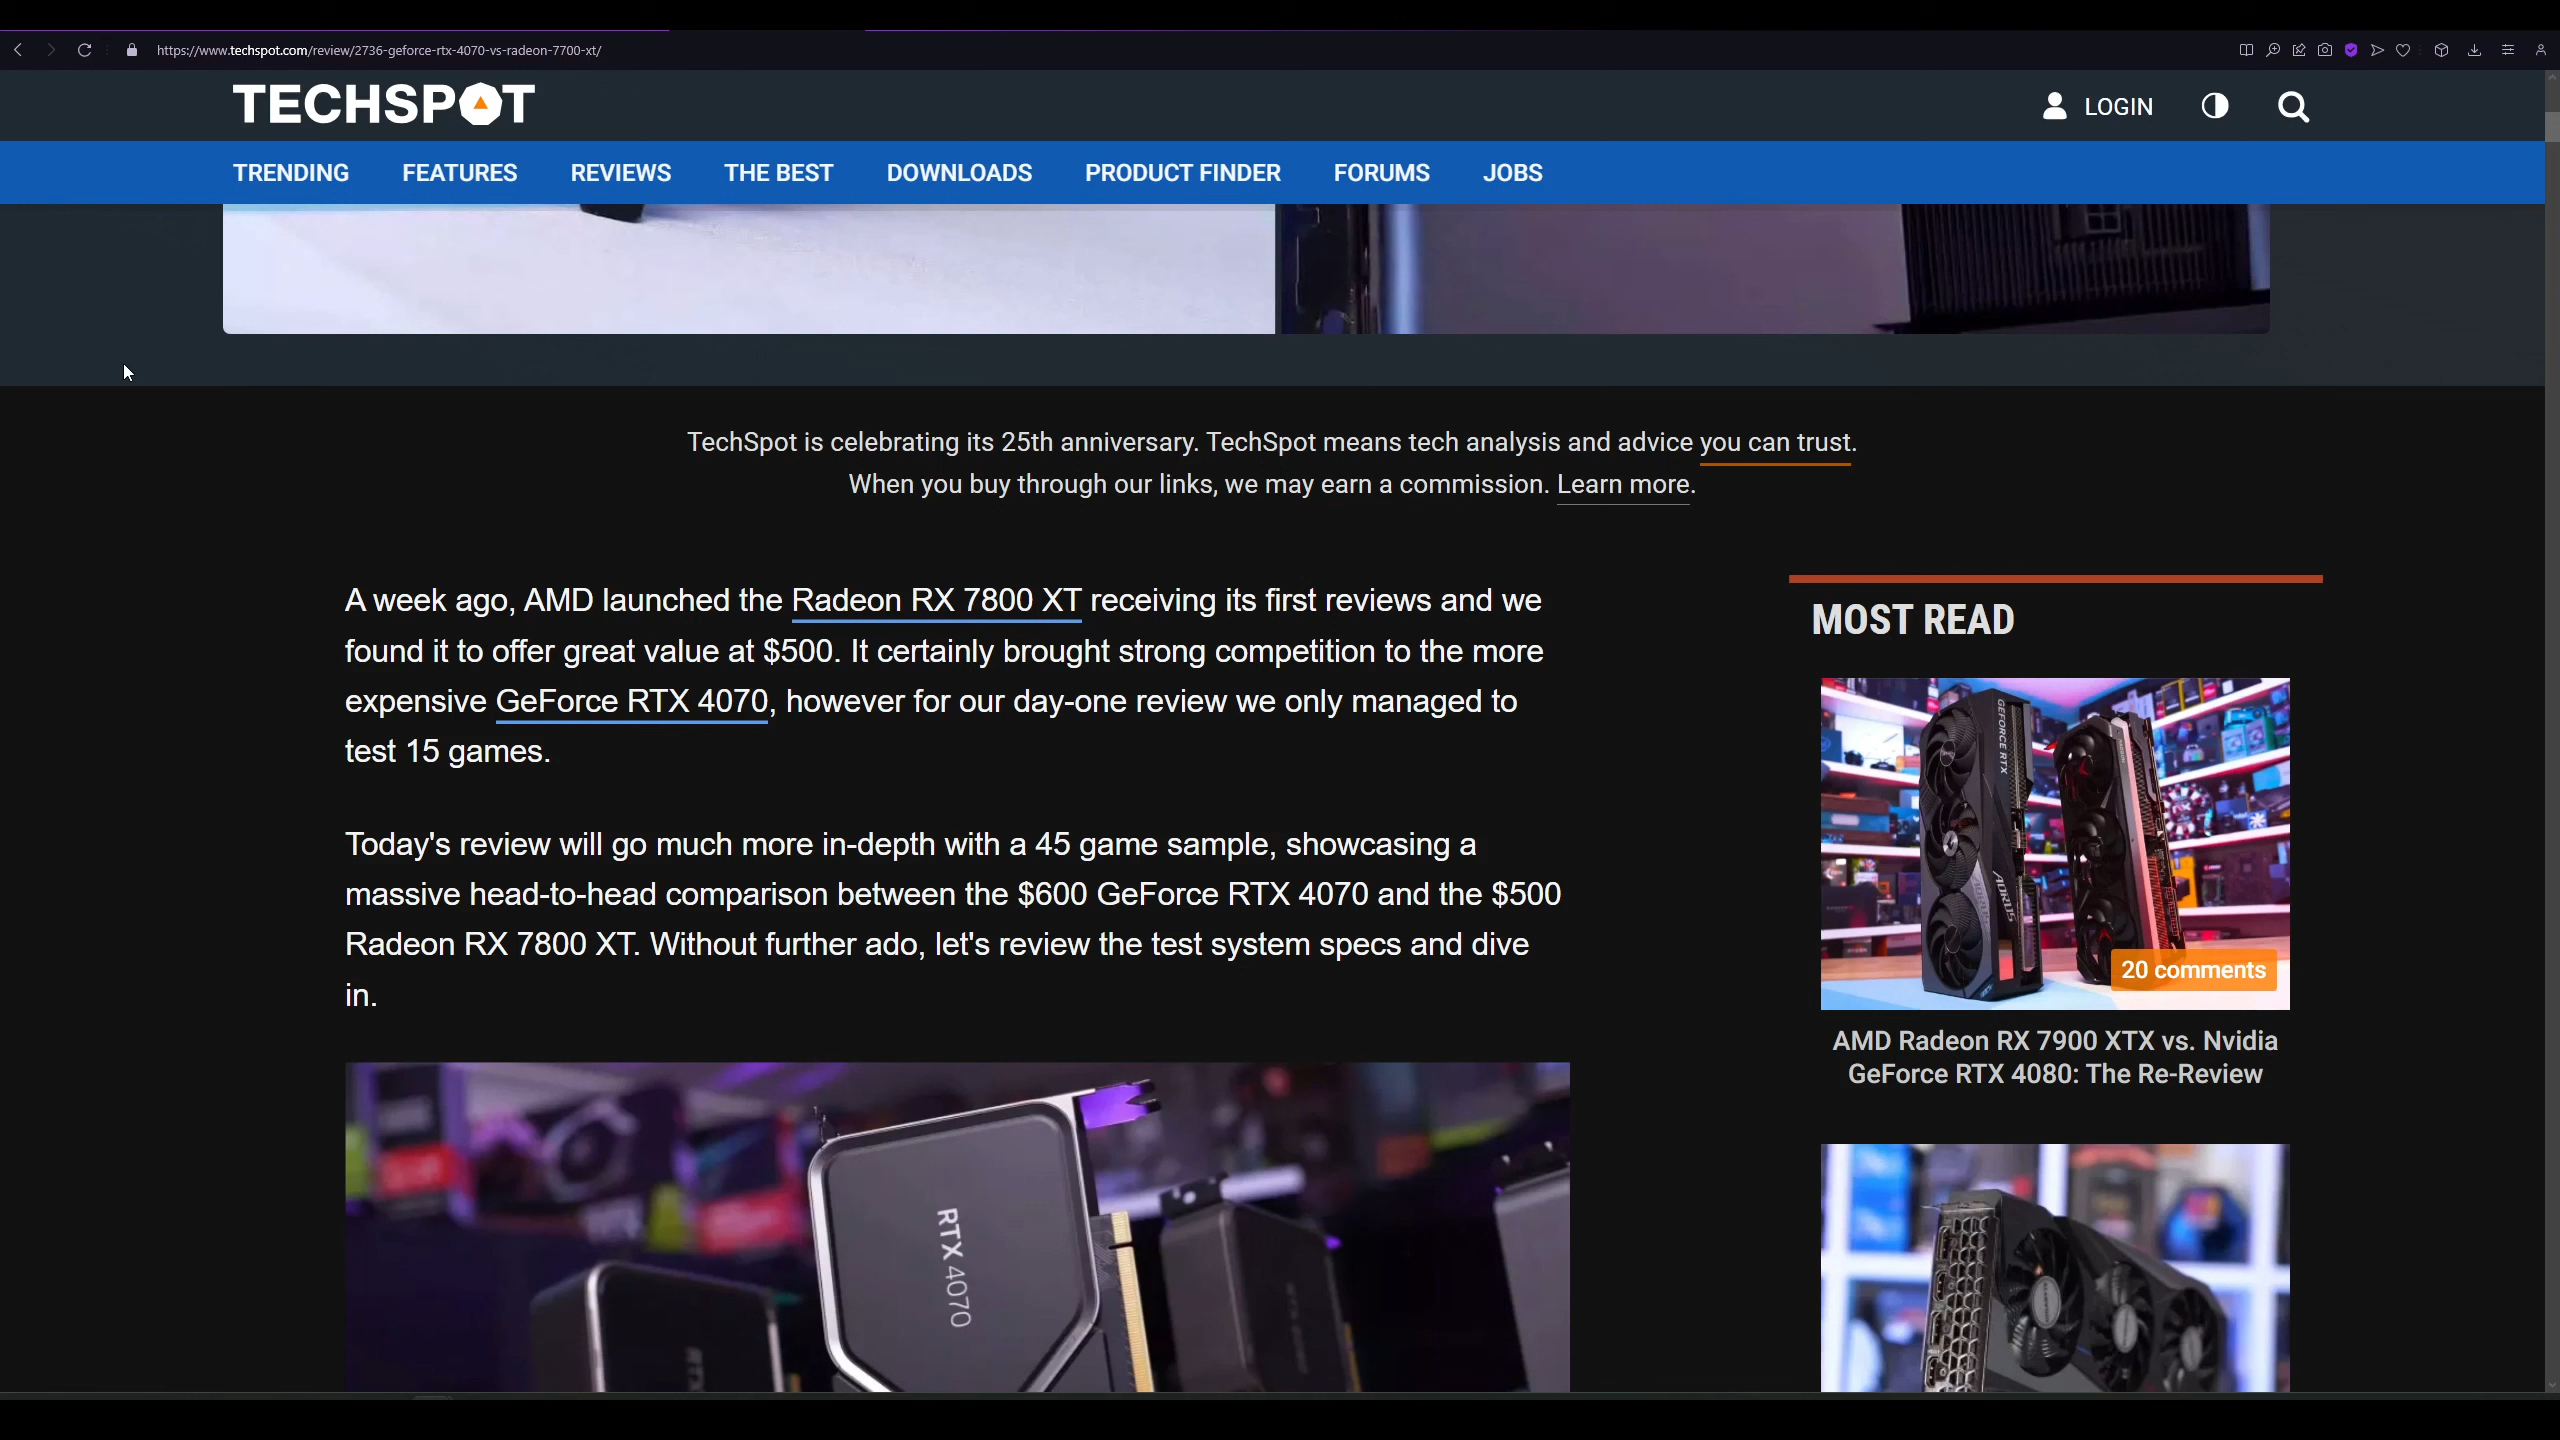 https://www.techspot.com/review/2736-geforce-rtx-4070-vs-radeon-7700-xt/
TECHSPOT
LOGIN
TRENDING FEATURES REVIEWS THE BEST DOWNLOADS PRODUCT FINDER FORUMS JOBS
TechSpot is celebrating its 25th anniversary. TechSpot means tech analysis and advice you can trust.
When you buy through our links, we may earn a commission. Learn more.
A week ago, AMD launched the Radeon RX 7800 XT receiving its first reviews and we
found it to offer great value at $500. It certainly brought strong competition to the more
expensive GeForce RTX 4070, however for our day-one review we only managed to
test 15 games.
Today's review will go much more in-depth with a 45 game sample, showcasing a
massive head-to-head comparison between the $600 GeForce RTX 4070 and the $500
Radeon RX 7800 XT. Without further ado, let's review the test system specs and dive
in.
RTX 4070
MOST READ
GEFORCE RTX
AORUS
20 comments
AMD Radeon RX 7900 XTX vs. Nvidia
GeForce RTX 4080: The Re-Review